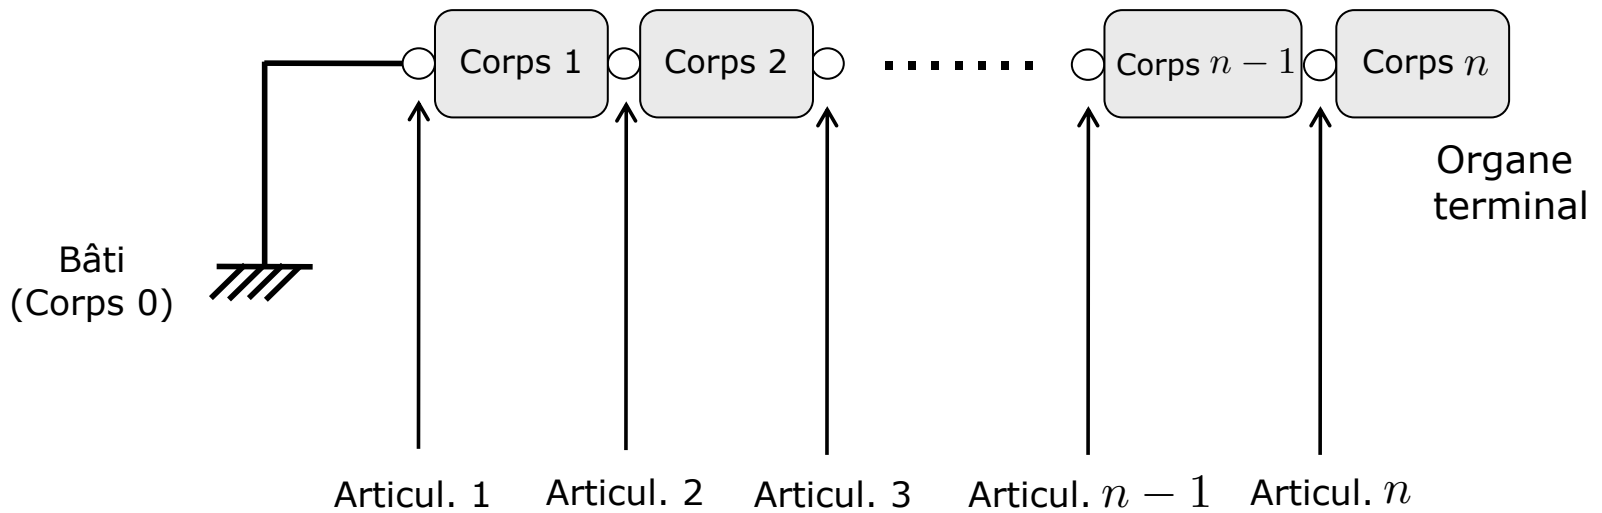 Corps 1
Corps 2
Corps n − 1
Corps n
Organe
terminal
Bâti
(Corps 0)
Articul. 1
Articul. 2
Articul. 3
Articul. n − 1
Articul. n